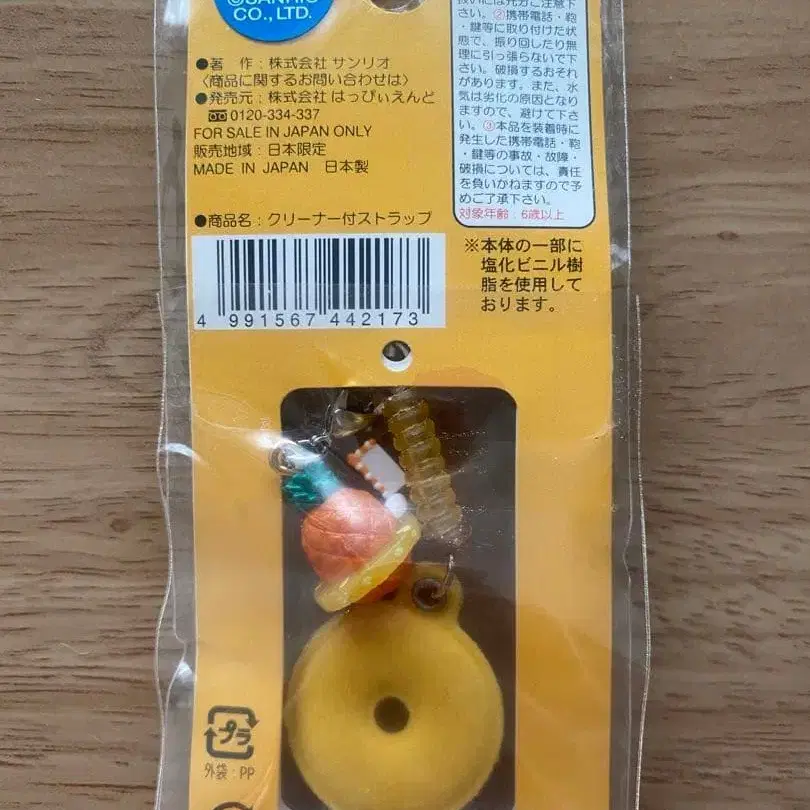 ©SANRIO
CO., LTD.
●著　作：株式会社 サンリオ
〈商品に関するお問い合わせは〉
●発売元：株式会社 はっぴぃえんど
0120-334-337
FOR SALE IN JAPAN ONLY
販売地域：日本限定
MADE IN JAPAN　日本製
●商品名：クリーナー付ストラップ
4 991567 442173
扱いには充分ご注意下
さい。②携帯電話・鞄
・鍵等に取り付けた状
態で、振り回したり無
理に引っ張らないで下
さい。破損するおそれ
があります。また、水
気は劣化の原因となり
ますので、避けて下さ
い。③本品を装着時に
発生した携帯電話・鞄
・鍵等の事故・故障・
破損については、責任
を負いかねますので予
めご了承下さい。
対象年齢：6歳以上
※本体の一部に
塩化ビニル樹
脂を使用して
おります。
プラ
外袋：PP